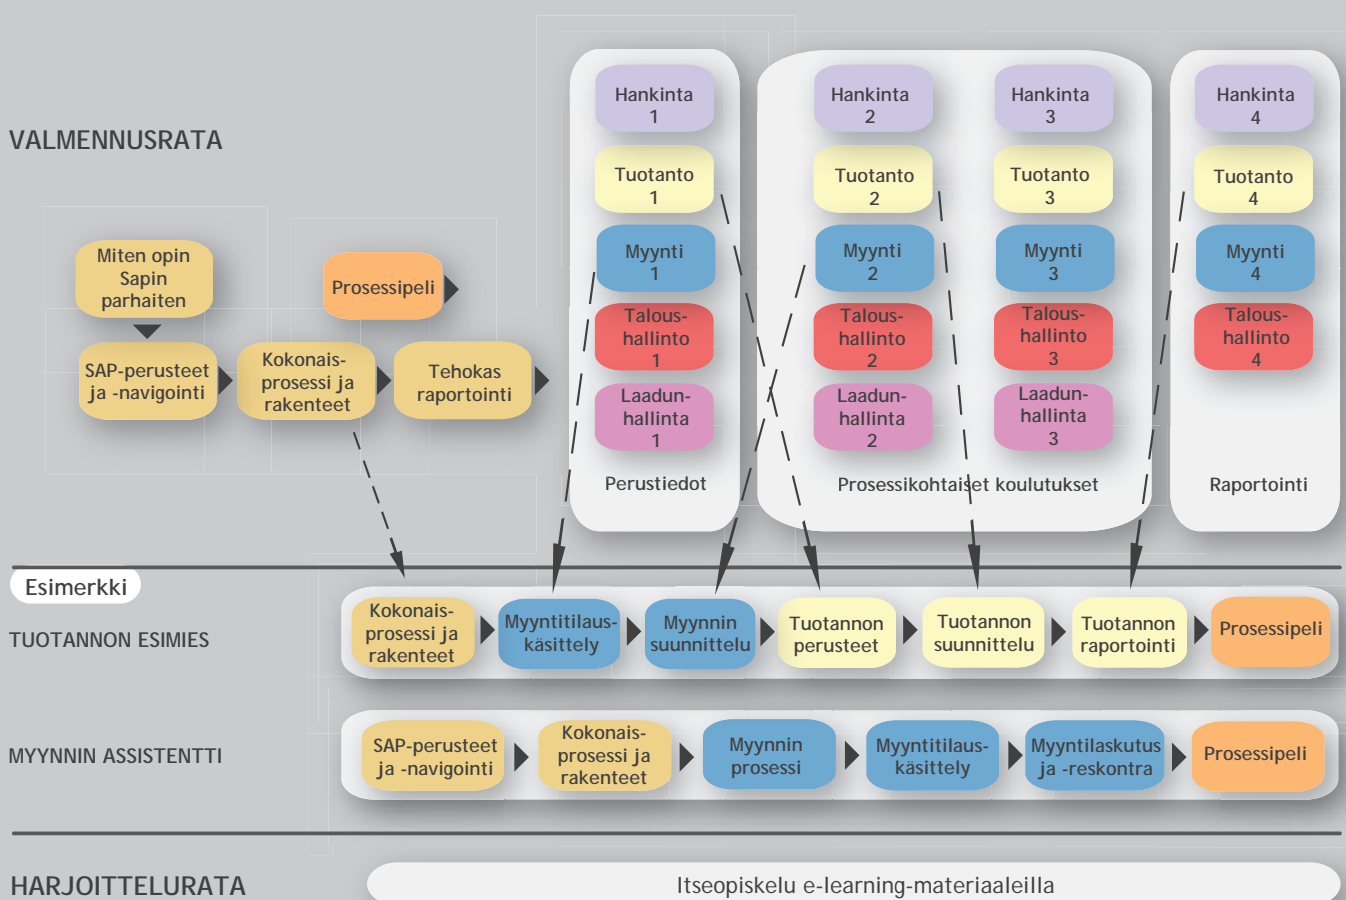 VALMENNUSRATA
Miten opin
Sapin
parhaiten
SAP-perusteet
ja -navigointi
Kokonais-
prosessi ja
rakenteet
Prosessipeli
Tehokas
raportointi
Hankinta
1
Tuotanto
1
Myynti
1
Talous-
hallinto
1
Laadun-
hallinta
1
Perustiedot
Hankinta
2
Tuotanto
2
Myynti
2
Talous-
hallinto
2
Laadun-
hallinta
2
Hankinta
3
Tuotanto
3
Myynti
3
Talous-
hallinto
3
Laadun-
hallinta
3
Prosessikohtaiset koulutukset
Hankinta
4
Tuotanto
4
Myynti
4
Talous-
hallinto
4
Raportointi
Esimerkki
TUOTANNON ESIMIES
Kokonais-
prosessi ja
rakenteet
Myyntitilaus-
käsittely
Myynnin
suunnittelu
Tuotannon
perusteet
Tuotannon
suunnittelu
Tuotannon
raportointi
Prosessipeli
MYYNNIN ASSISTENTTI
SAP-perusteet
ja -navigointi
Kokonais-
prosessi ja
rakenteet
Myynnin
prosessi
Myyntitilaus-
käsittely
Myyntilaskutus
ja -reskontra
Prosessipeli
HARJOITTELURATA
Itseopiskelu e-learning-materiaaleilla